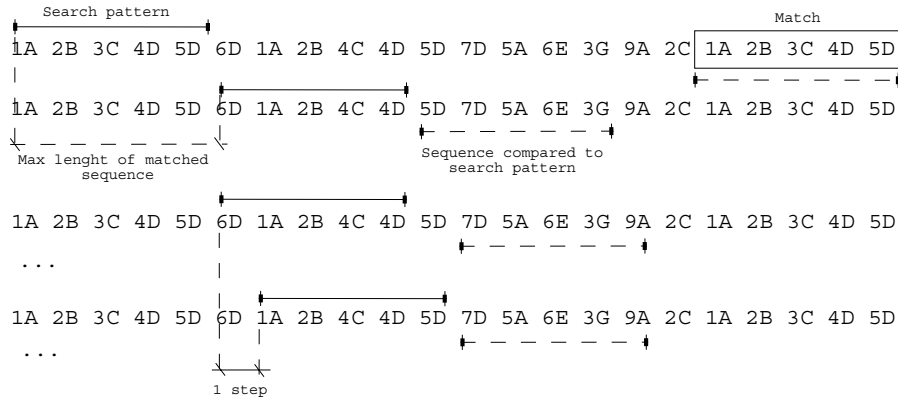 Search pattern
Match
1A 2B 3C 4D 5D 6D 1A 2B 4C 4D 5D 7D 5A 6E 3G 9A 2C 1A 2B 3C 4D 5D
1A 2B 3C 4D 5D 6D 1A 2B 4C 4D 5D 7D 5A 6E 3G 9A 2C 1A 2B 3C 4D 5D
Max lenght of matched
sequence
Sequence compared to
search pattern
1A 2B 3C 4D 5D 6D 1A 2B 4C 4D 5D 7D 5A 6E 3G 9A 2C 1A 2B 3C 4D 5D
...
1A 2B 3C 4D 5D 6D 1A 2B 4C 4D 5D 7D 5A 6E 3G 9A 2C 1A 2B 3C 4D 5D
...
1 step